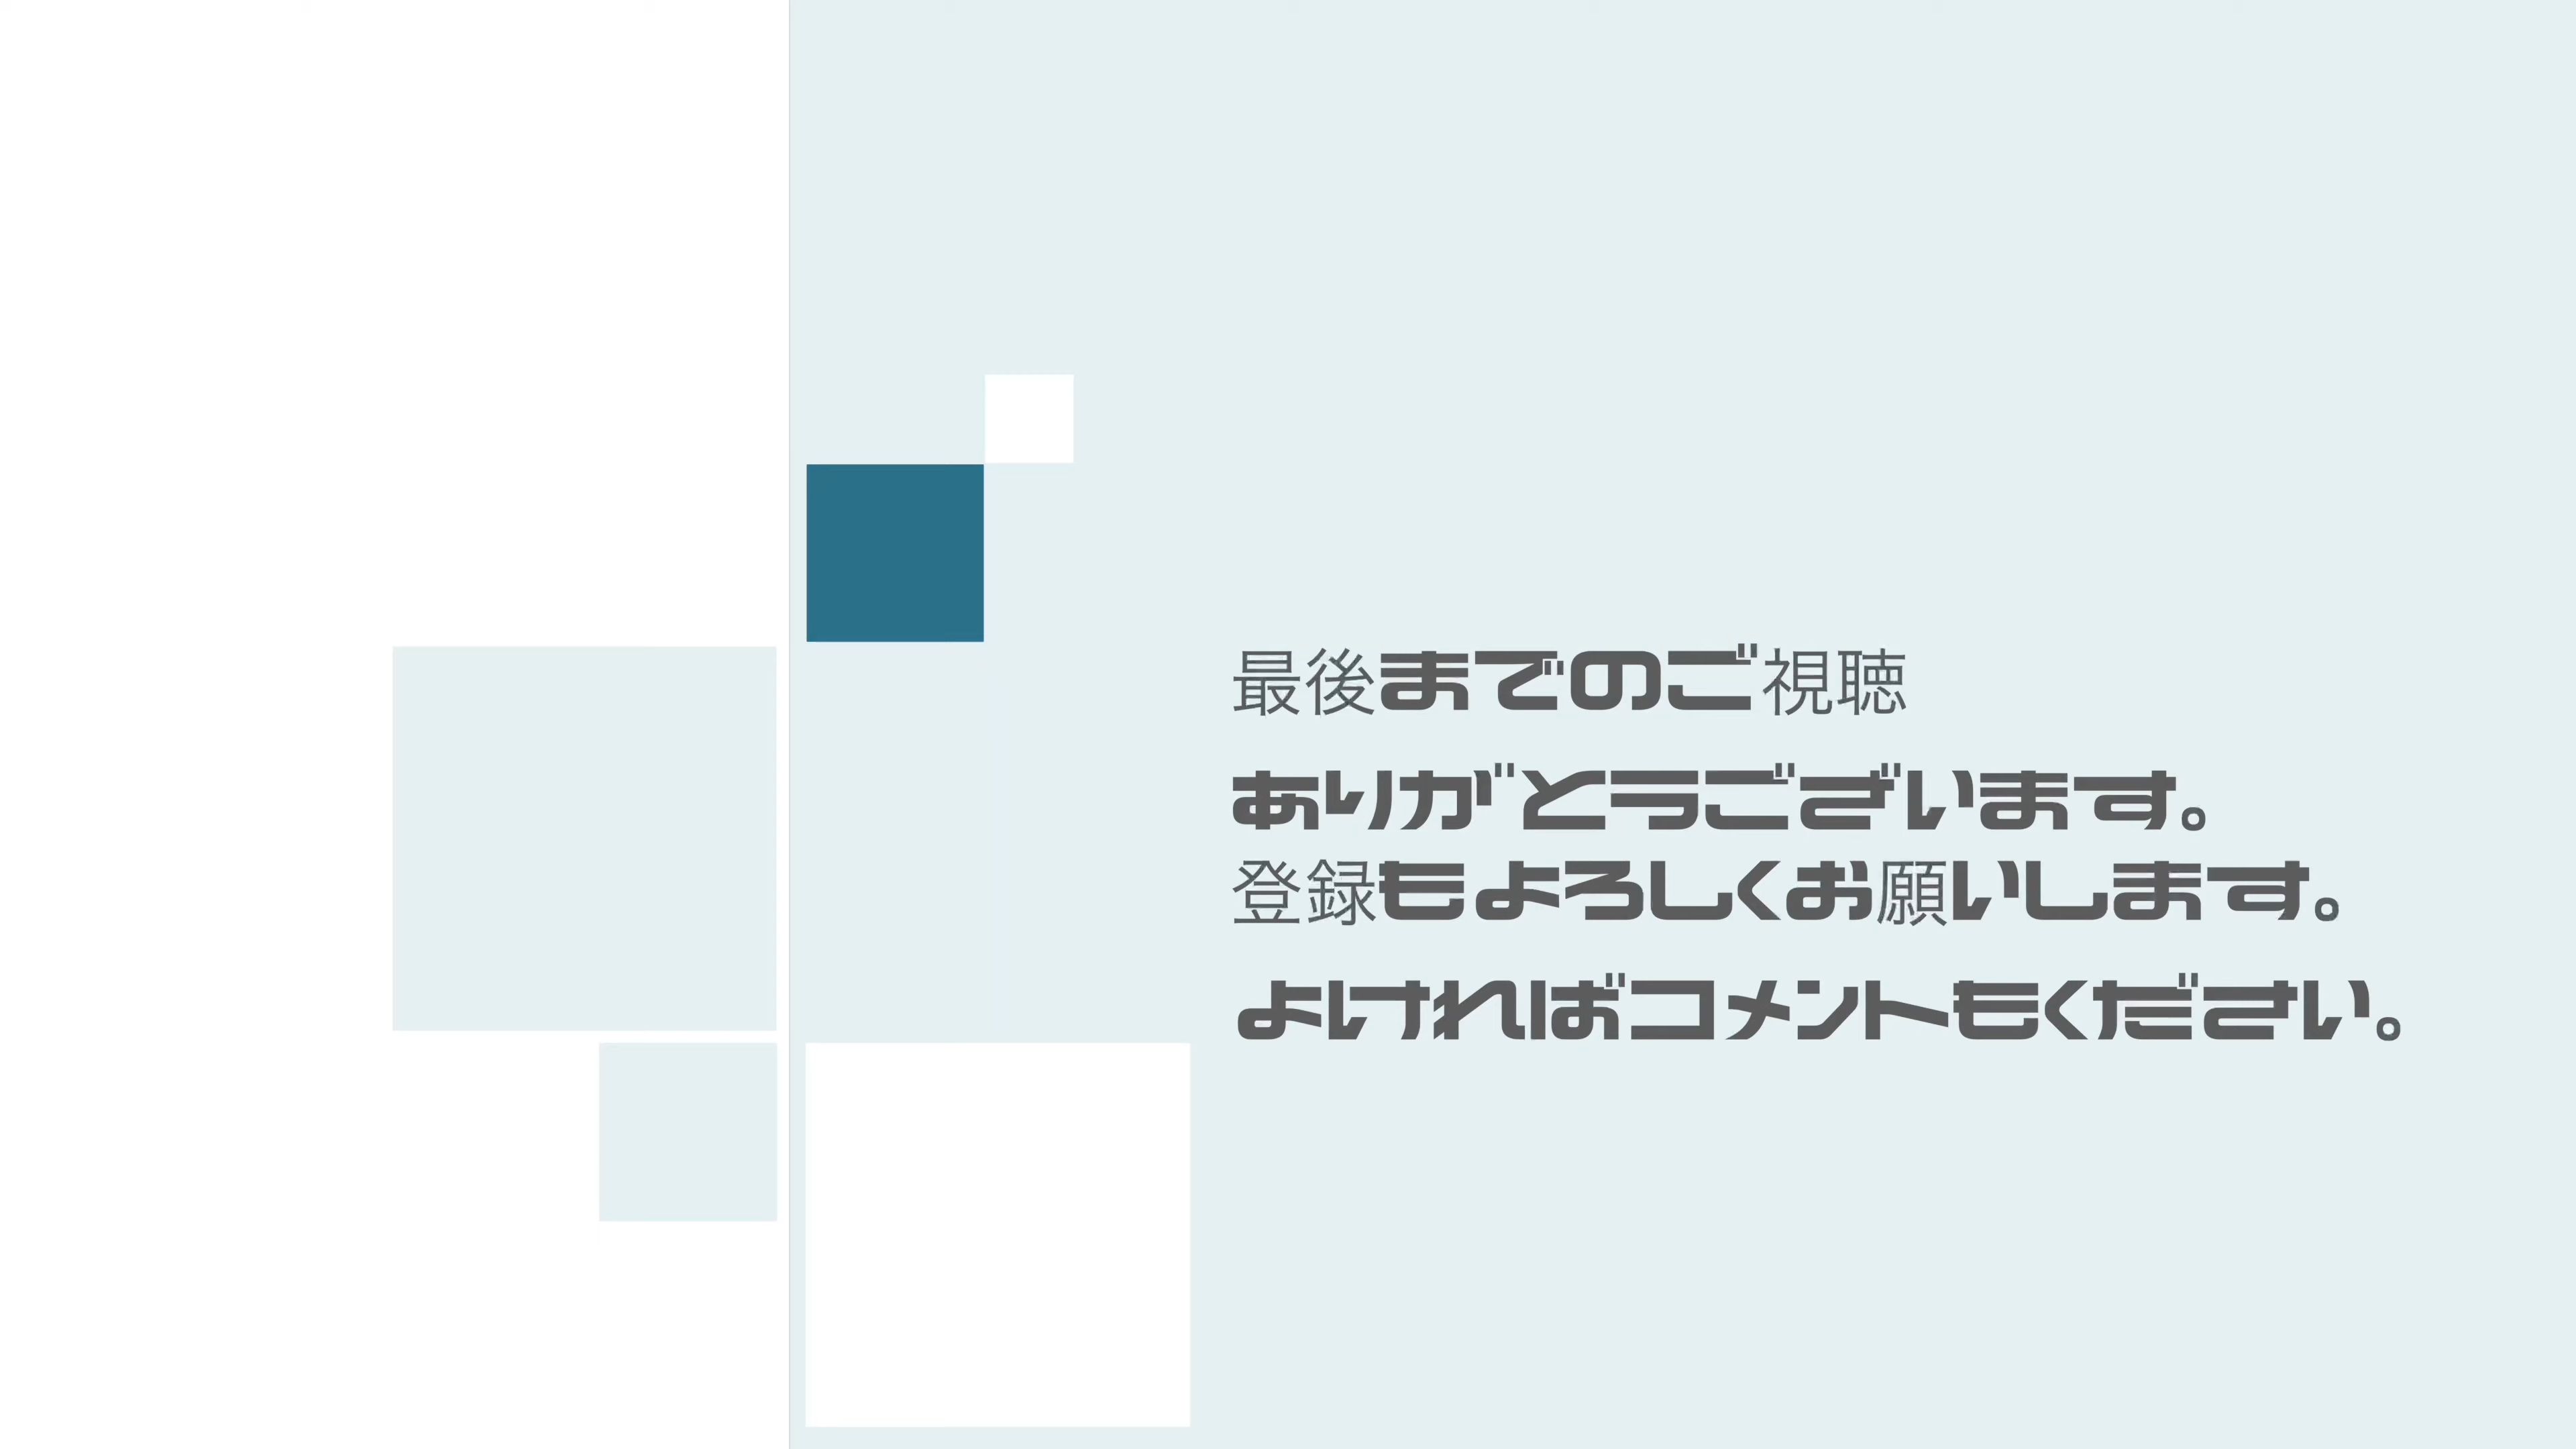 最後までのご視聴
ありがとうございます。
登録もよろしくお願いします。
よければコメントもください。